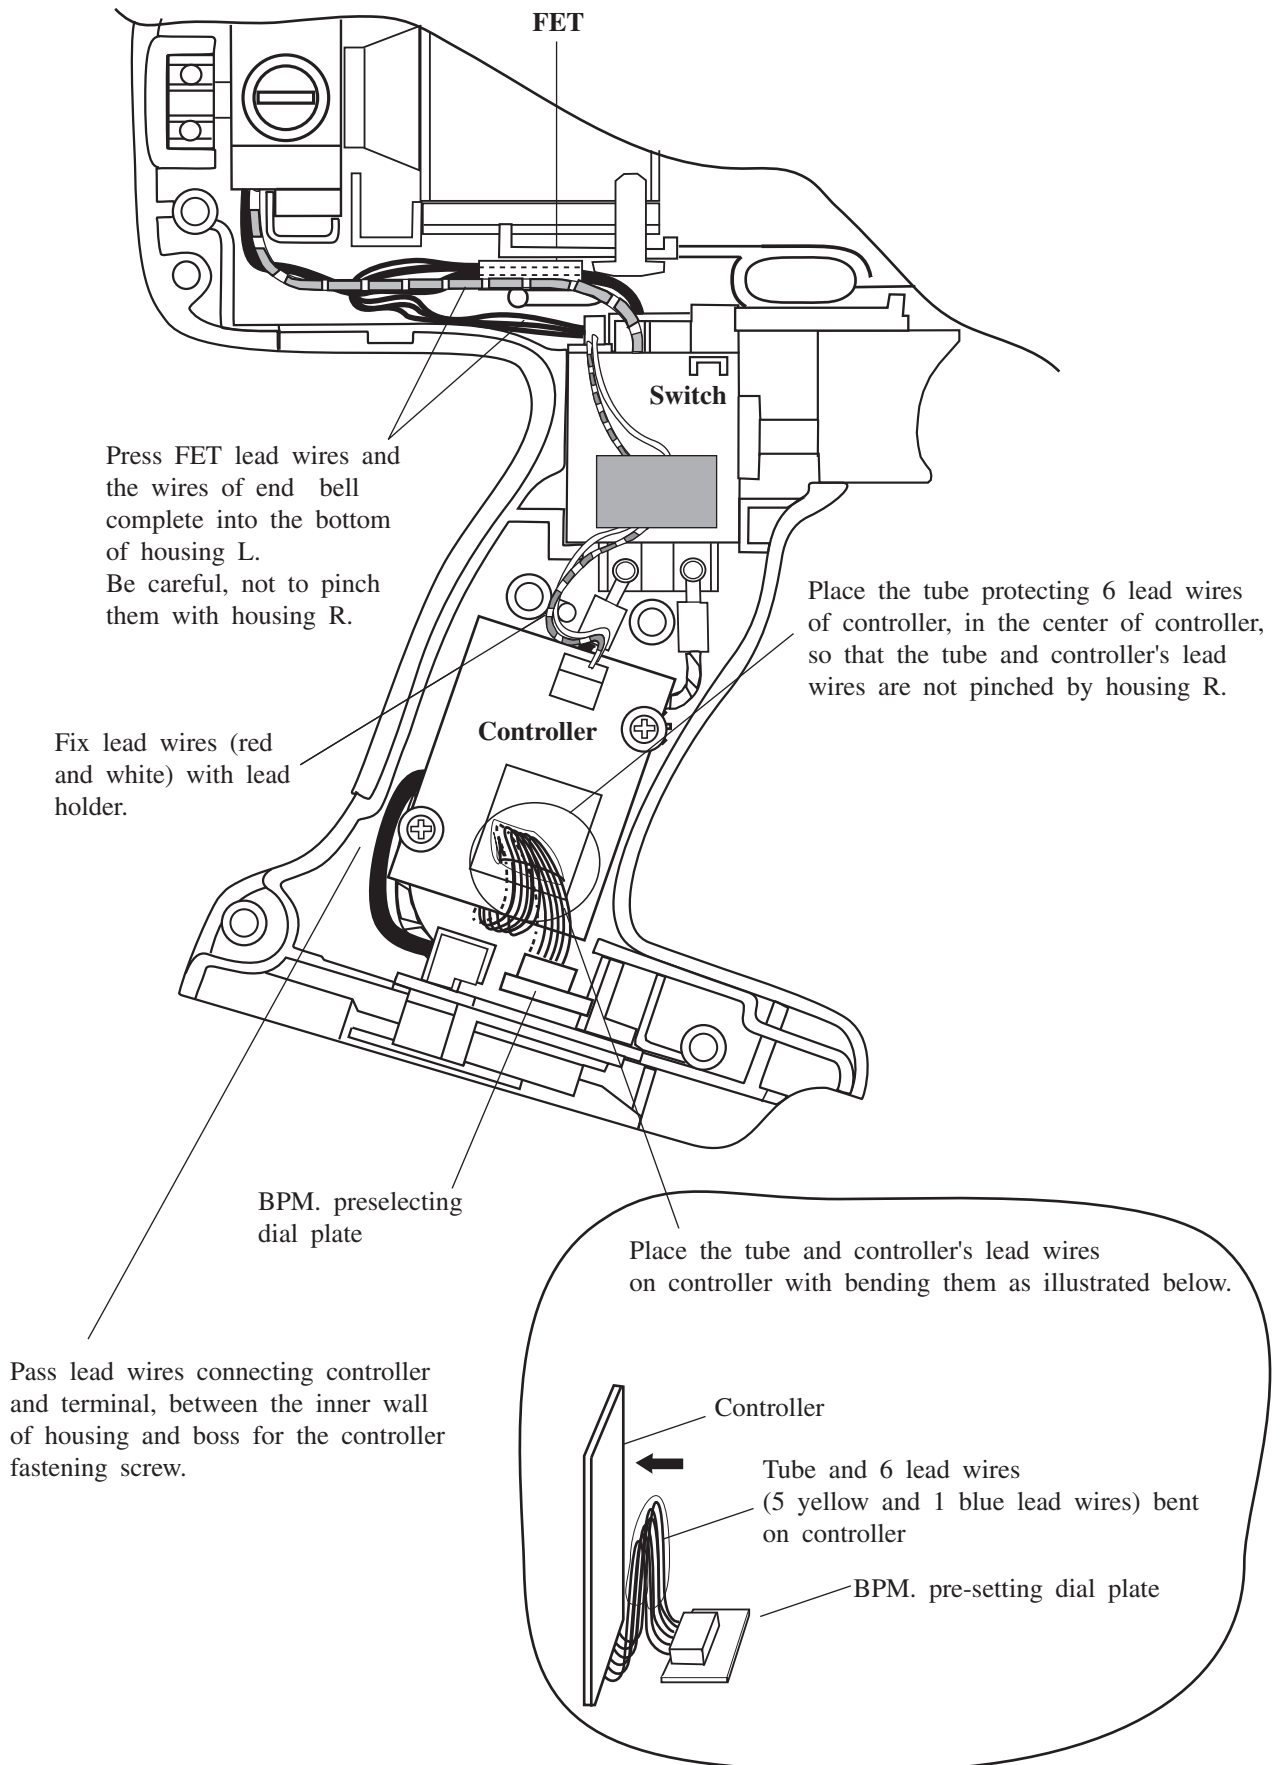 FET
Switch
Press FET lead wires and
the wires of end bell
complete into the bottom
of housing L.
Be careful, not to pinch
them with housing R.
Place the tube protecting 6 lead wires
of controller, in the center of controller,
so that the tube and controller's lead
wires are not pinched by housing R.
Controller
Fix lead wires (red
and white) with lead
holder.
BPM. preselecting
dial plate
Place the tube and controller's lead wires
on controller with bending them as illustrated below.
Pass lead wires connecting controller
and terminal, between the inner wall
of housing and boss for the controller
fastening screw.
Controller
Tube and 6 lead wires
(5 yellow and 1 blue lead wires) bent
on controller
BPM. pre-setting dial plate